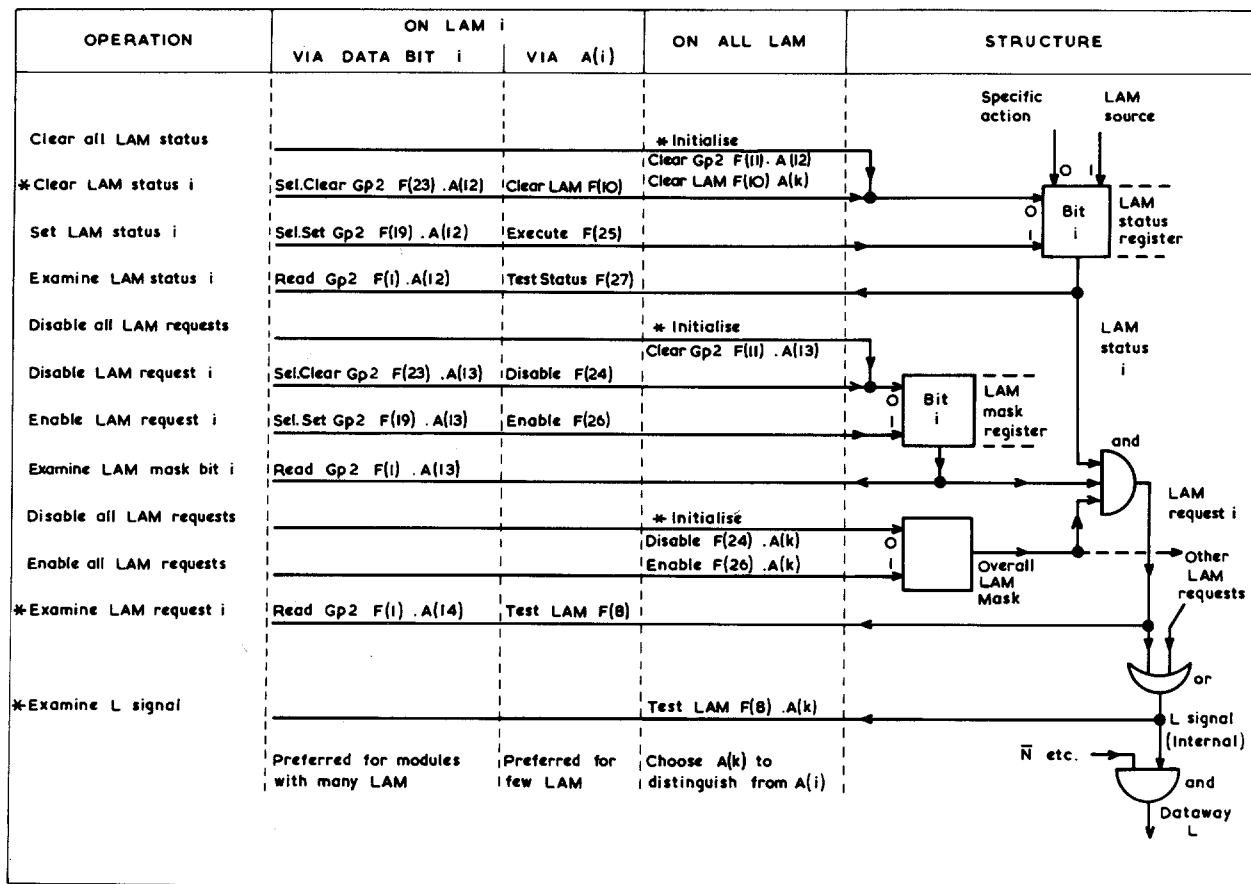 OPERATION
ON LAM i
VIA DATA BIT i
VIA A(i)
ON ALL LAM
STRUCTURE
Specific action
LAM source
Clear all LAM status
* Initialise
Clear Gp2 F(11). A(12)
* Clear LAM status i
Sel.Clear Gp2 F(23) .A(12)
Clear LAM F(10)
Clear LAM F(10) A(k)
O
I
O
I
Bit i
LAM status register
Set LAM status i
Sel.Set Gp2 F(19) . A(12)
Execute F(25)
Examine LAM status i
Read Gp2 F(1) .A(12)
Test Status F(27)
Disable all LAM requests
* Initialise
Clear Gp2 F(11) .A(13)
LAM status i
Disable LAM request i
Sel.Clear Gp2 F(23) .A(13)
Disable F(24)
O
I
Bit i
LAM mask register
Enable LAM request i
Sel.Set Gp2 F(19) .A(13)
Enable F(26)
and
Examine LAM mask bit i
Read Gp2 F(1) .A(13)
LAM request i
Disable all LAM requests
* Initialise
Disable F(24) .A(k)
O
I
Enable all LAM requests
Enable F(26) .A(k)
Overall LAM Mask
Other LAM requests
* Examine LAM request i
Read Gp2 F(1) .A(14)
Test LAM F(8)
or
* Examine L signal
Test LAM F(8) .A(k)
L signal (Internal)
Preferred for modules with many LAM
Preferred for few LAM
Choose A(k) to distinguish from A(i)
N̅ etc.
and
Dataway L